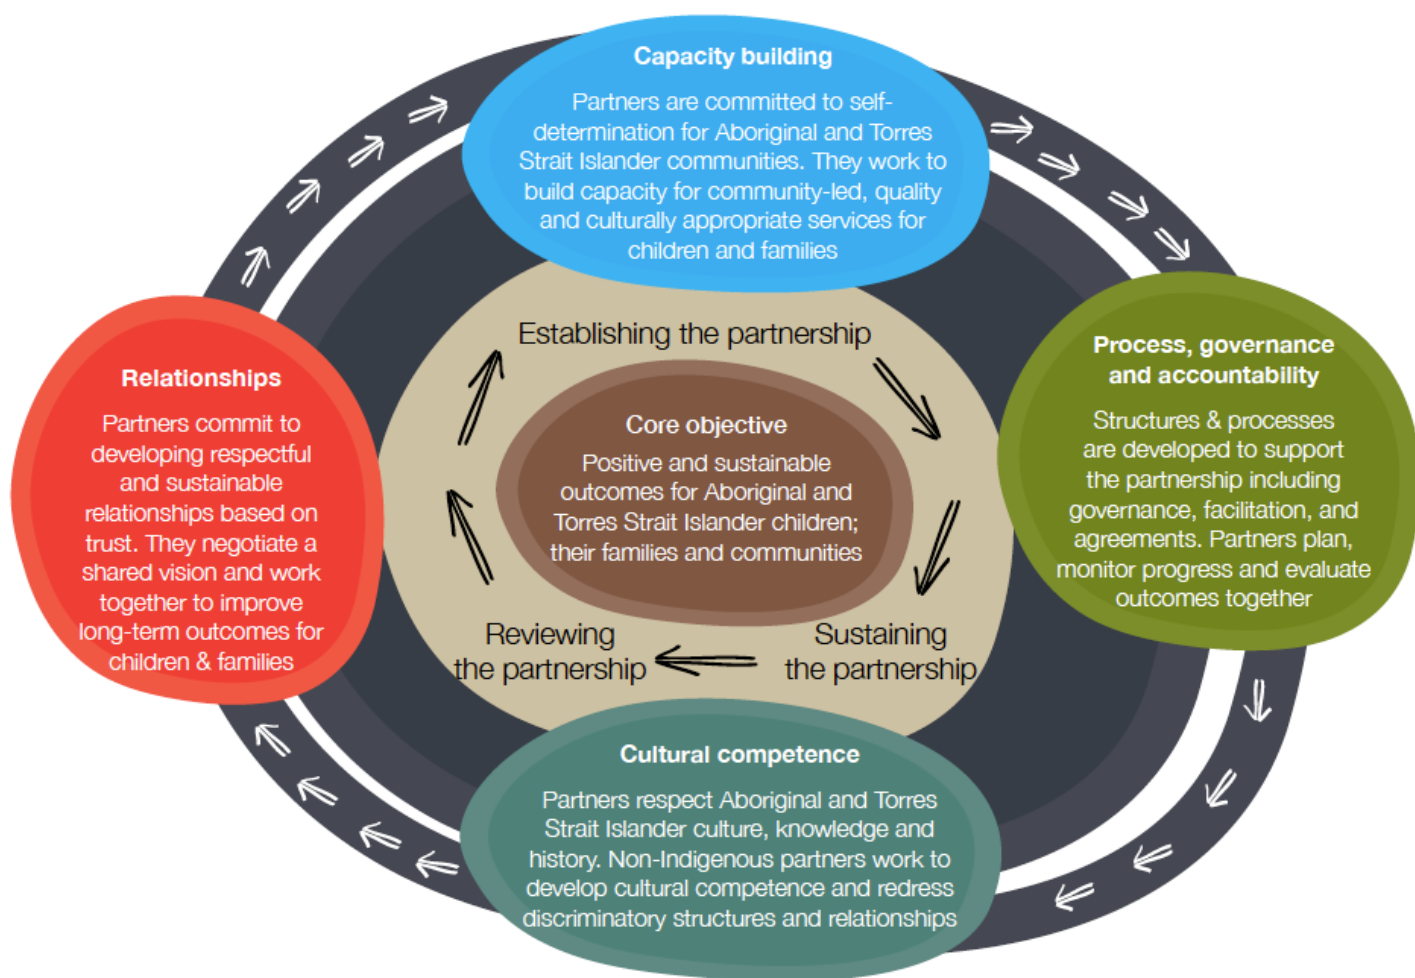 Capacity building
Partners are committed to self-
determination for Aboriginal and Torres
Strait Islander communities. They work to
build capacity for community-led, quality
and culturally appropriate services for
children and families
Process, governance
and accountability
Structures & processes
are developed to support
the partnership including
governance, facilitation, and
agreements. Partners plan,
monitor progress and evaluate
outcomes together
Cultural competence
Partners respect Aboriginal and Torres
Strait Islander culture, knowledge and
history. Non-Indigenous partners work to
develop cultural competence and redress
discriminatory structures and relationships
Relationships
Partners commit to
developing respectful
and sustainable
relationships based on
trust. They negotiate a
shared vision and work
together to improve
long-term outcomes for
children & families
Establishing the partnership
Sustaining
the partnership
Reviewing
the partnership
Core objective
Positive and sustainable
outcomes for Aboriginal and
Torres Strait Islander children;
their families and communities